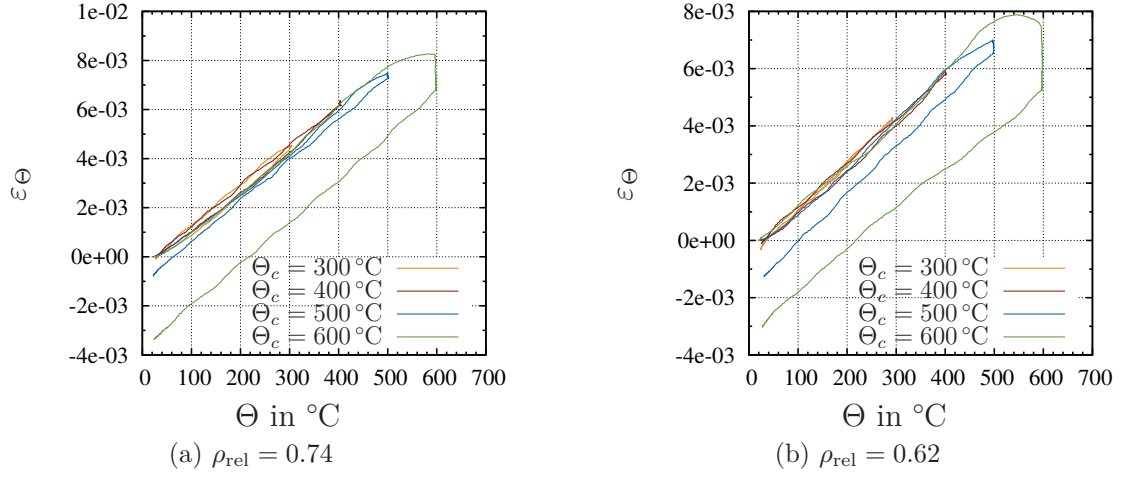 1e-02
8e-03
6e-03
4e-03
2e-03
0e+00
-2e-03
-4e-03
εΘ
0 100 200 300 400 500 600 700
Θ in °C
Θc = 300 °C
Θc = 400 °C
Θc = 500 °C
Θc = 600 °C
(a) ρrel = 0.74
8e-03
6e-03
4e-03
2e-03
0e+00
-2e-03
-4e-03
εΘ
0 100 200 300 400 500 600 700
Θ in °C
Θc = 300 °C
Θc = 400 °C
Θc = 500 °C
Θc = 600 °C
(b) ρrel = 0.62